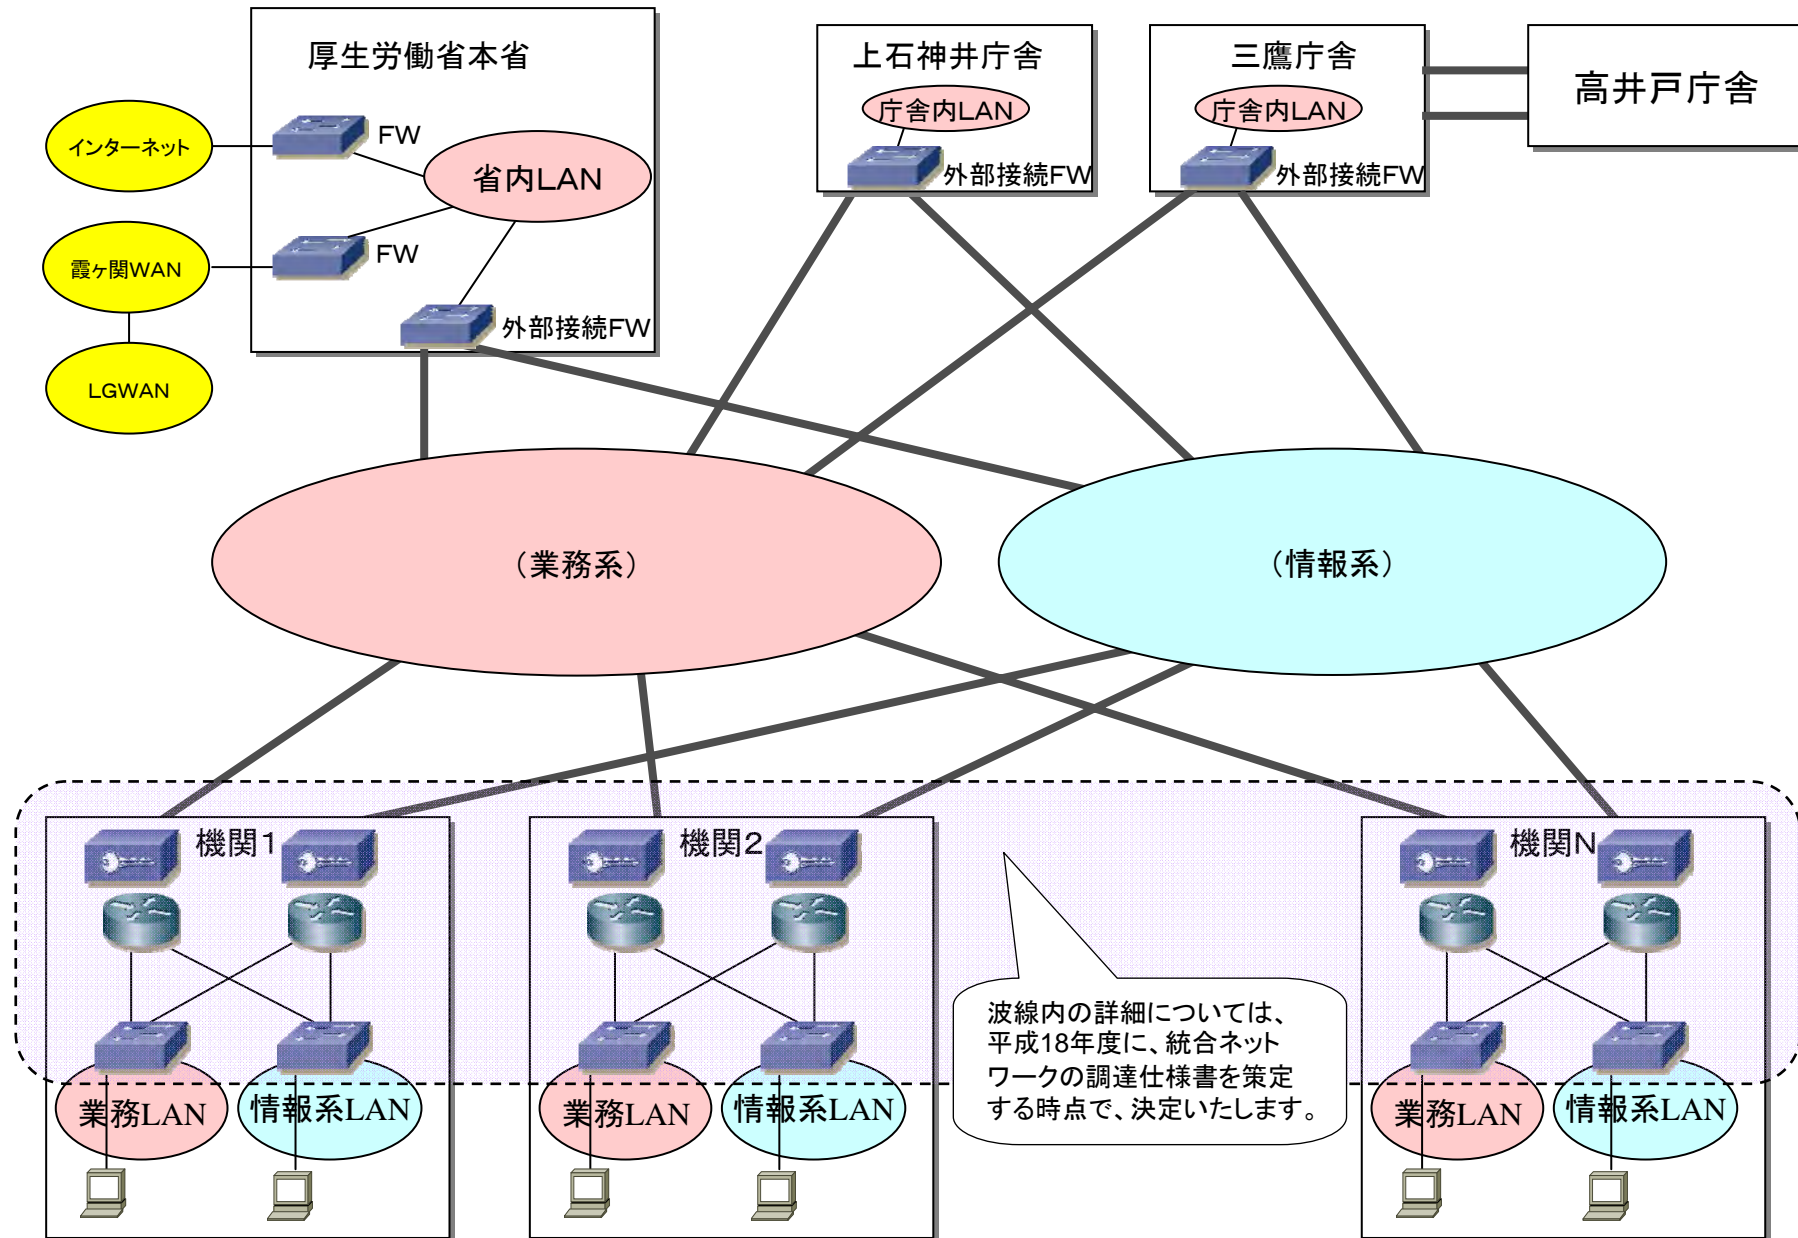 厚生労働省本省
上石神井庁舎
三鷹庁舎
高井戸庁舎
庁舎内LAN
庁舎内LAN
インターネット
FW
省内LAN
外部接続FW
外部接続FW
霞ヶ関WAN
FW
外部接続FW
LGWAN
（業務系）
（情報系）
機関１
機関２
機関Ｎ
波線内の詳細については、
平成18年度に、統合ネット
ワークの調達仕様書を策定
する時点で、決定いたします。
業務LAN
情報系LAN
業務LAN
情報系LAN
業務LAN
情報系LAN